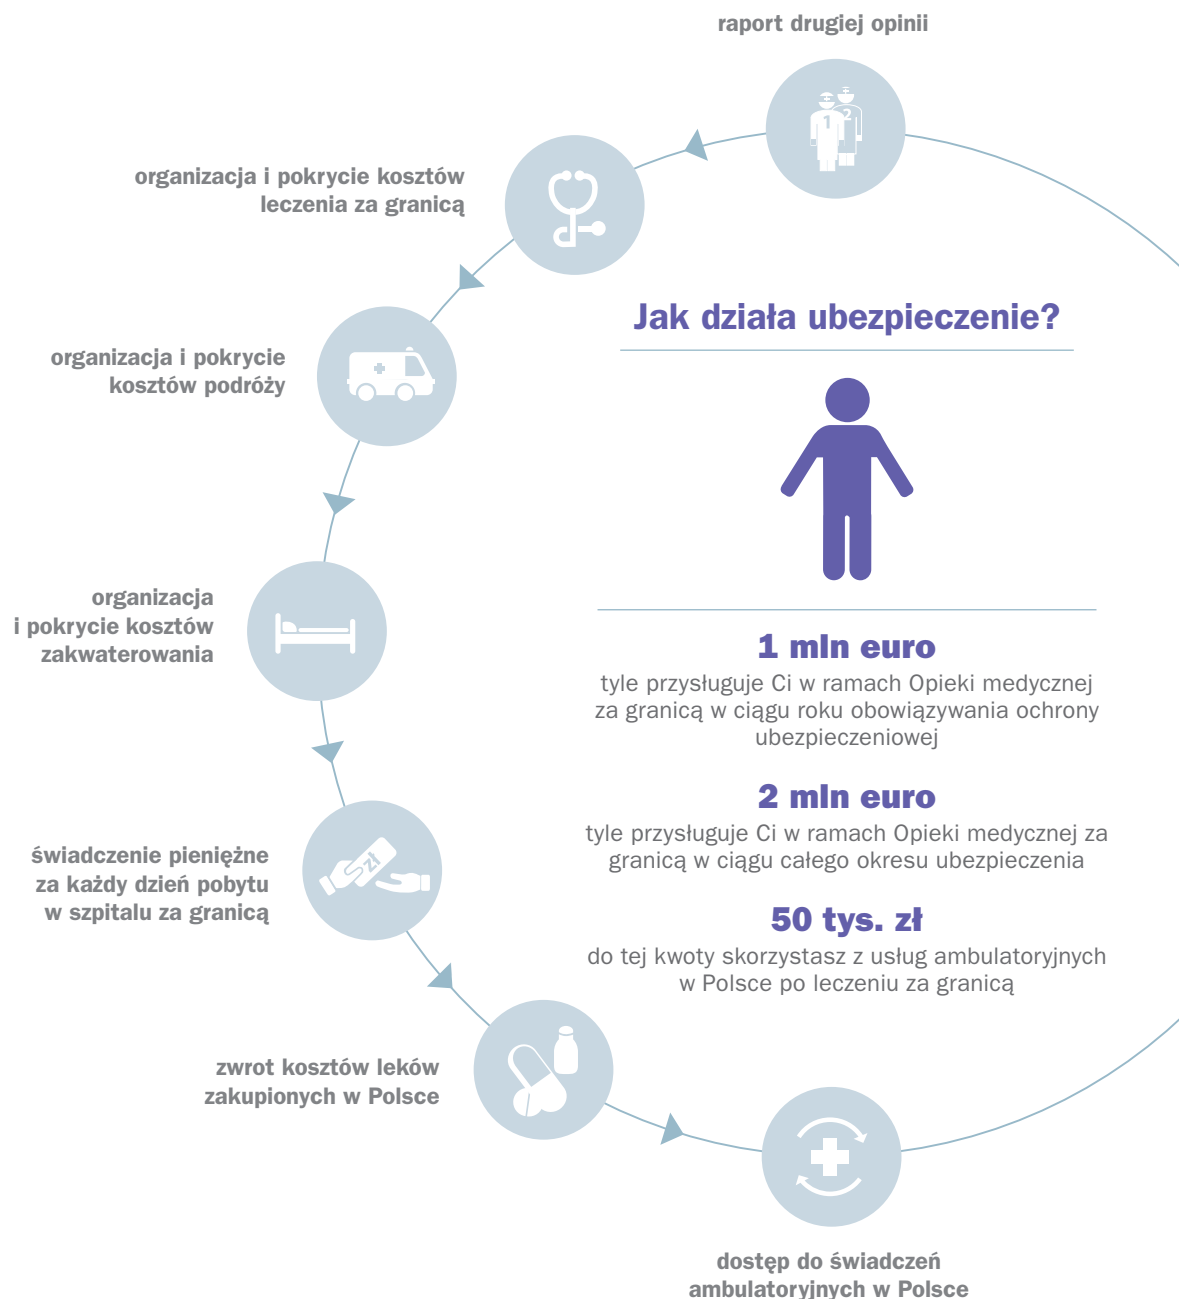 raport drugiej opinii
organizacja i pokrycie kosztów
leczenia za granicą
organizacja i pokrycie
kosztów podróży
organizacja
i pokrycie kosztów
zakwaterowania
świadczenie pieniężne
za każdy dzień pobytu
w szpitalu za granicą
zwrot kosztów leków
zakupionych w Polsce
dostęp do świadczeń
ambulatoryjnych w Polsce
1
2
zł
Jak działa ubezpieczenie?
1 mln euro
tyle przysługuje Ci w ramach Opieki medycznej
za granicą w ciągu roku obowiązywania ochrony
ubezpieczeniowej
2 mln euro
tyle przysługuje Ci w ramach Opieki medycznej za
granicą w ciągu całego okresu ubezpieczenia
50 tys. zł
do tej kwoty skorzystasz z usług ambulatoryjnych
w Polsce po leczeniu za granicą